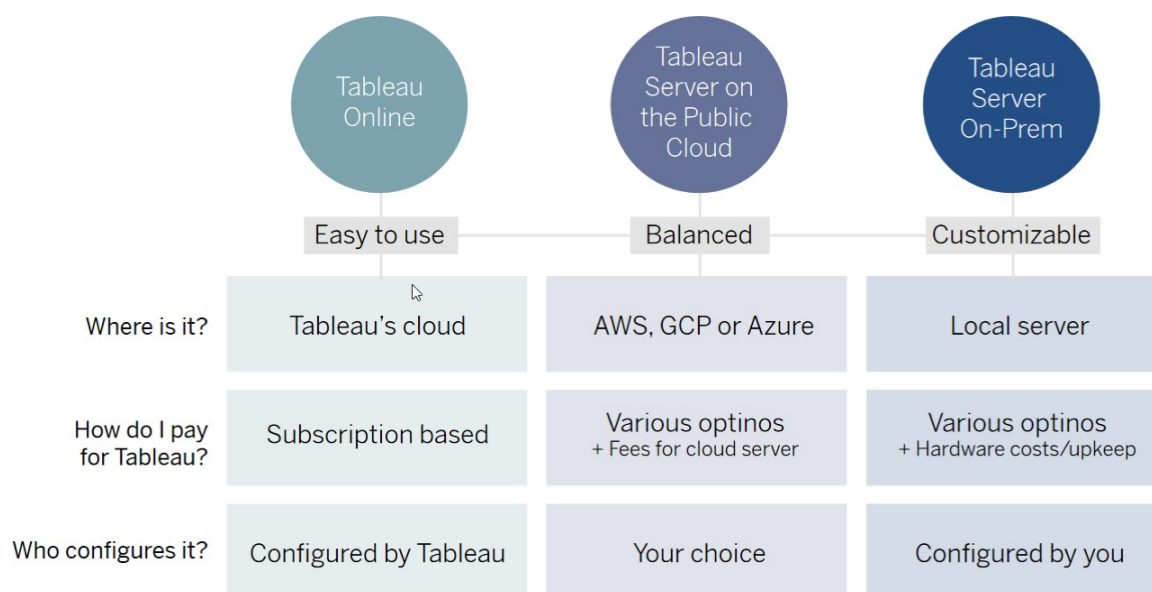 Tableau
Online
Tableau
Server on
the Public
Cloud
Tableau
Server
On-Prem
Easy to use
Balanced
Customizable
Where is it?
Tableau's cloud
AWS, GCP or Azure
Local server
How do I pay
for Tableau?
Subscription based
Various optinos
+ Fees for cloud server
Various optinos
+ Hardware costs/upkeep
Who configures it?
Configured by Tableau
Your choice
Configured by you